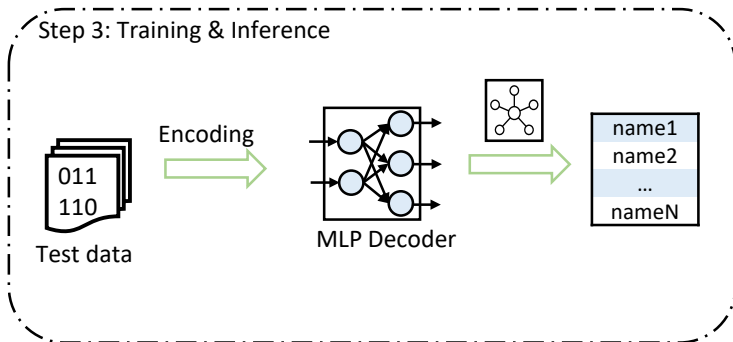 Step 3: Training & Inference
Encoding
011
110
Test data
MLP Decoder
name1
name2
...
nameN